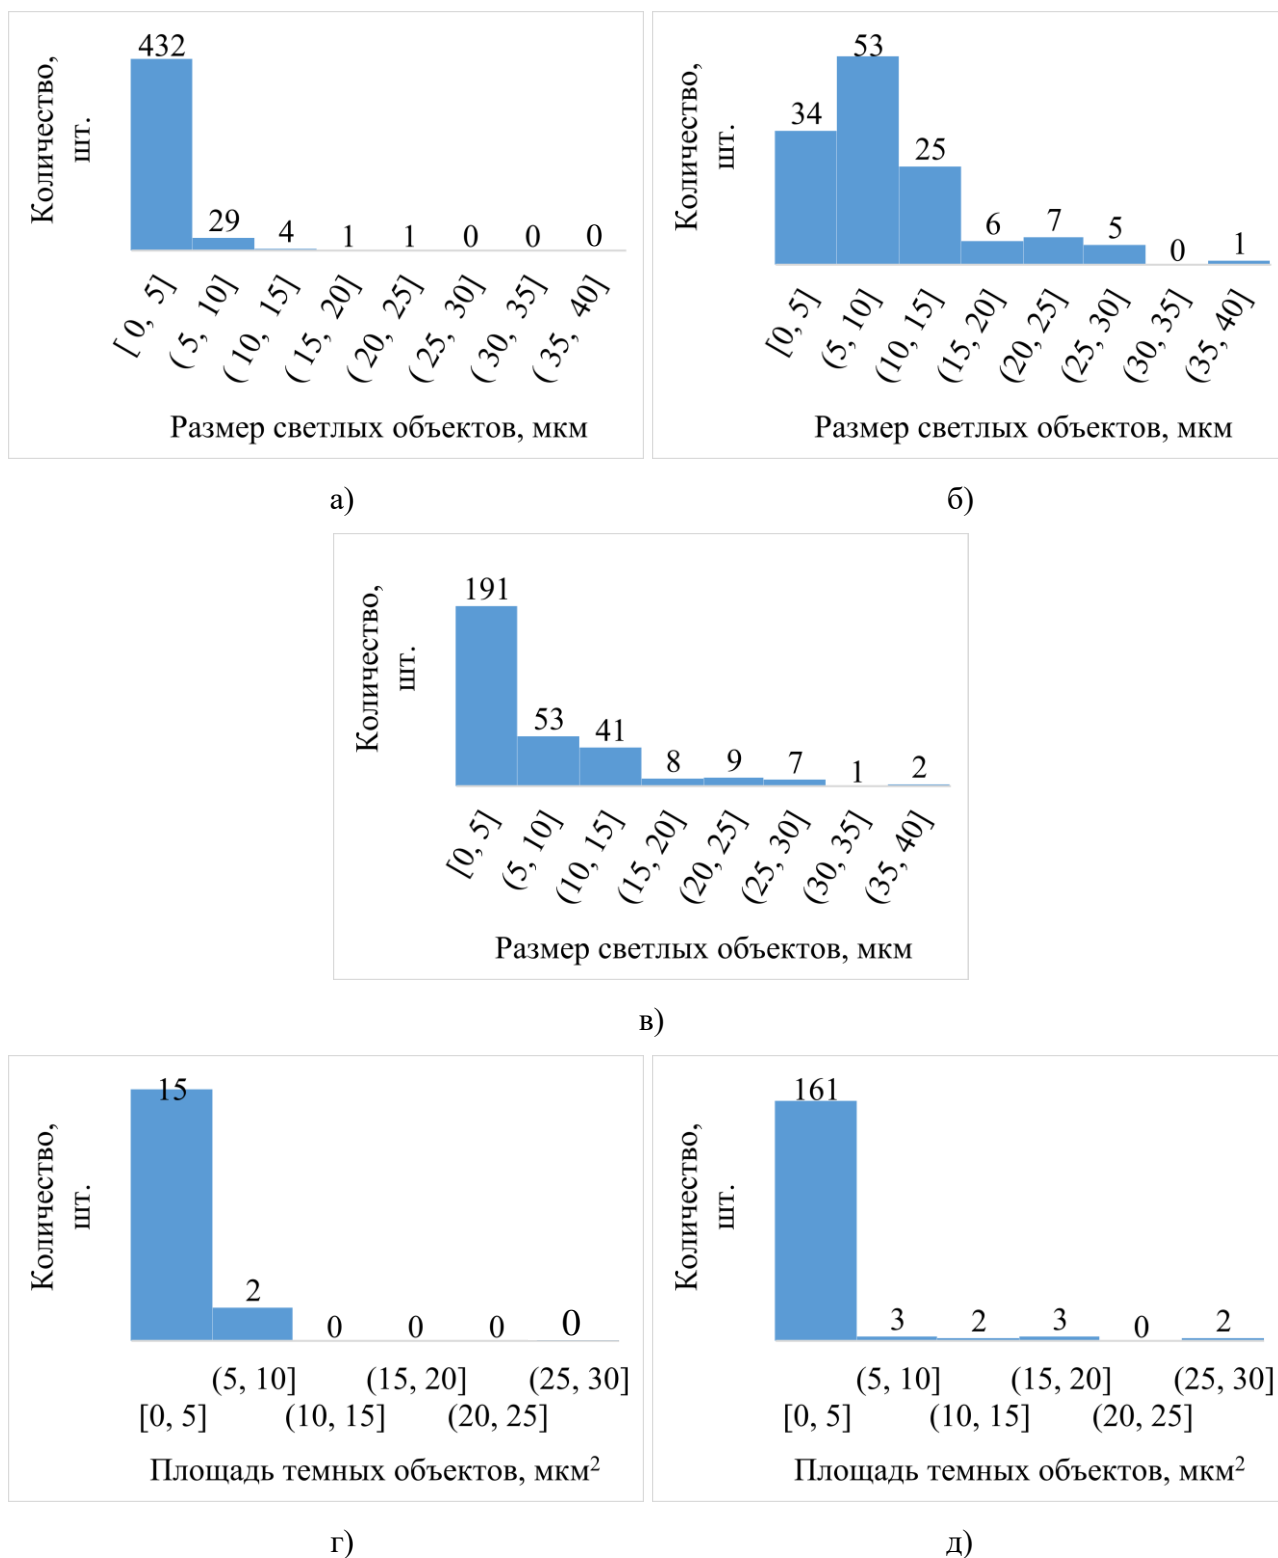 Количество,
шт.
432
29
4
1
1
0
0
0
[ 0, 5]
( 5, 10]
( 10, 15]
( 15, 20]
( 20, 25]
( 25, 30]
( 30, 35]
( 35, 40]
Размер светлых объектов, мкм
а)
Количество,
шт.
34
53
25
6
7
5
0
1
[0, 5]
(5, 10]
(10, 15]
(15, 20]
(20, 25]
(25, 30]
(30, 35]
(35, 40]
Размер светлых объектов, мкм
б)
Количество,
шт.
191
53
41
8
9
7
1
2
[0, 5]
(5, 10]
(10, 15]
(15, 20]
(20, 25]
(25, 30]
(30, 35]
(35, 40]
Размер светлых объектов, мкм
в)
Количество,
шт.
15
2
0
0
0
0
[0, 5]
(5, 10]
(10, 15]
(15, 20]
(20, 25]
(25, 30]
Площадь темных объектов, мкм²
г)
Количество,
шт.
161
3
2
3
0
2
[0, 5]
(5, 10]
(10, 15]
(15, 20]
(20, 25]
(25, 30]
Площадь темных объектов, мкм²
д)